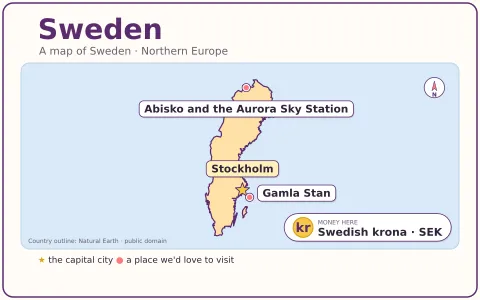 Sweden
A map of Sweden · Northern Europe
N
Abisko and the Aurora Sky Station
Stockholm
Gamla Stan
kr
MONEY HERE
Swedish krona · SEK
Country outline: Natural Earth · public domain
★ the capital city ● a place we'd love to visit